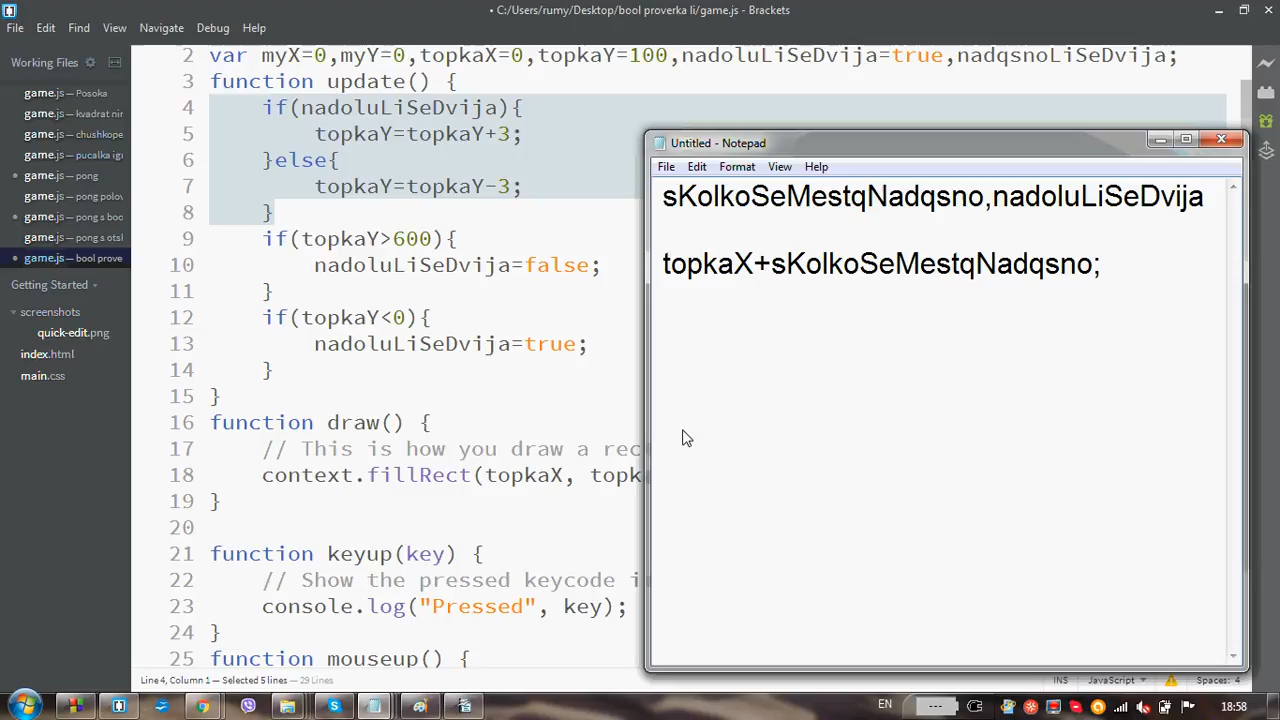 • C:/Users/rumy/Desktop/bool proverka li/game.js - Brackets
File Edit Find View Navigate Debug Help
Working Files
game.js — Posoka
game.js — kvadrat nir
game.js — chushkope
game.js — pucalka igr
game.js — pong
game.js — pong polov
game.js — pong s boo
game.js — pong s otsl
game.js — bool prove
Getting Started
screenshots
quick-edit.png
index.html
main.css
2 var myX=0,myY=0,topkaX=0,topkaY=100,nadoluLiSeDvija=true,nadqsnoLiSeDvija;
3 function update() {
4 if(nadoluLiSeDvija){
5 topkaY=topkaY+3;
6 }else{
7 topkaY=topkaY-3;
8 }
9 if(topkaY>600){
10 nadoluLiSeDvija=false;
11 }
12 if(topkaY<0){
13 nadoluLiSeDvija=true;
14 }
15 }
16 function draw() {
17 // This is how you draw a rec
18 context.fillRect(topkaX, topk
19 }
20
21 function keyup(key) {
22 // Show the pressed keycode i
23 console.log("Pressed", key);
24 }
25 function mouseup() {
Line 4, Column 1 — Selected 5 lines — 29 Lines
INS JavaScript Spaces: 4
Untitled - Notepad
File Edit Format View Help
sKolkoSeMestqNadqsno,nadoluLiSeDvija
topkaX+sKolkoSeMestqNadqsno;
EN
18:58